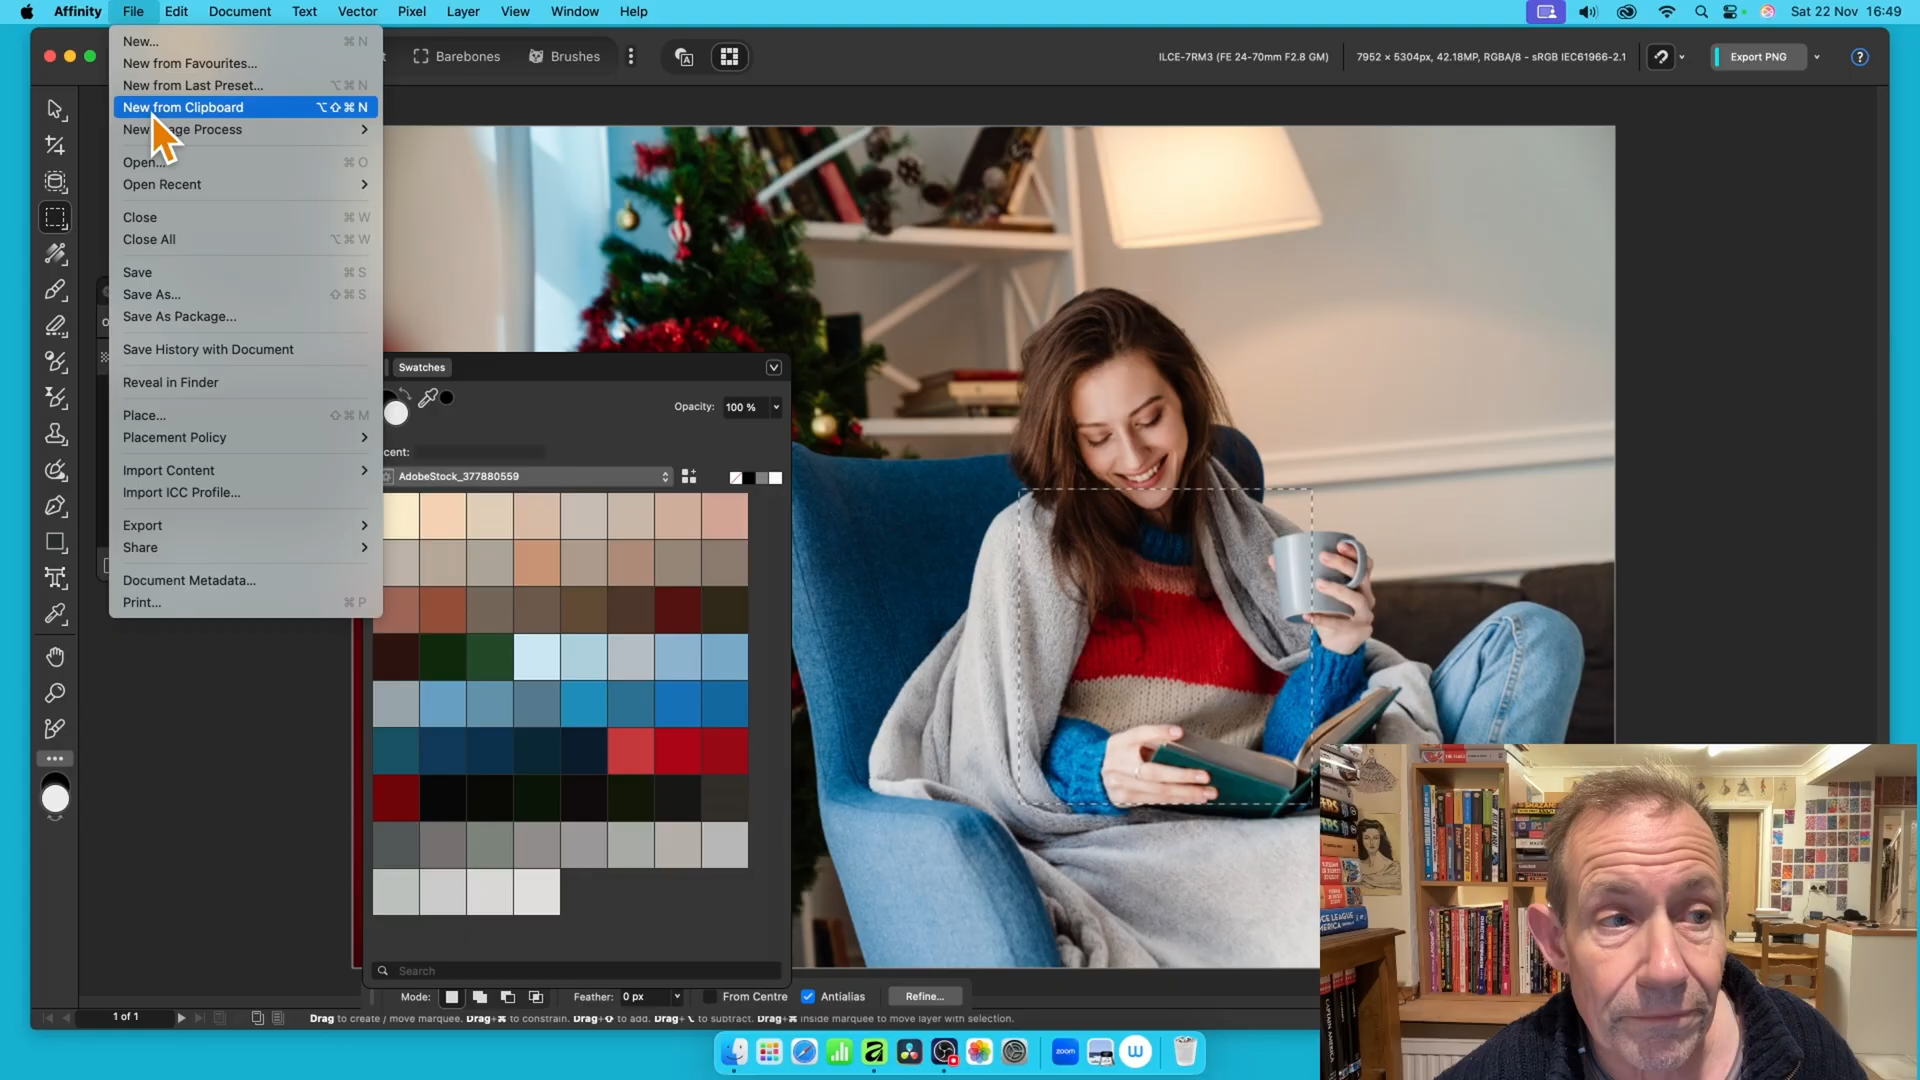 Affinity File Edit Document Text Vector Pixel Layer View Window Help Sat 22 Nov 16:49
New... ⌘ N
New from Favourites...
New from Last Preset... ⌥⌘ N
New from Clipboard ⌥⇧⌘ N
Open... ⌘ O
Open Recent
Close ⌘ W
Close All ⌥⌘ W
Save ⌘ S
Save As... ⇧⌘ S
Save As Package...
Save History with Document
Reveal in Finder
Place... ⇧⌘ M
Placement Policy
Import Content
Import ICC Profile...
Export
Share
Document Metadata...
Print... ⌘ P
Barebones Brushes
ILCE-7RM3 (FE 24-70mm F2.8 GM) 7952 × 5304px, 42.18MP, RGBA/8 - sRGB IEC61966-2.1 Export PNG
Swatches
Opacity: 100 %
cent:
AdobeStock_377880559
Search
Mode: Feather: 0 px From Centre Antialias Refine...
1 of 1
Drag to create / move marquee. Drag+⌘ to constrain. Drag+⇧ to add. Drag+⌥ to subtract. Drag+⌘ inside marquee to move layer with selection.
zoom
W